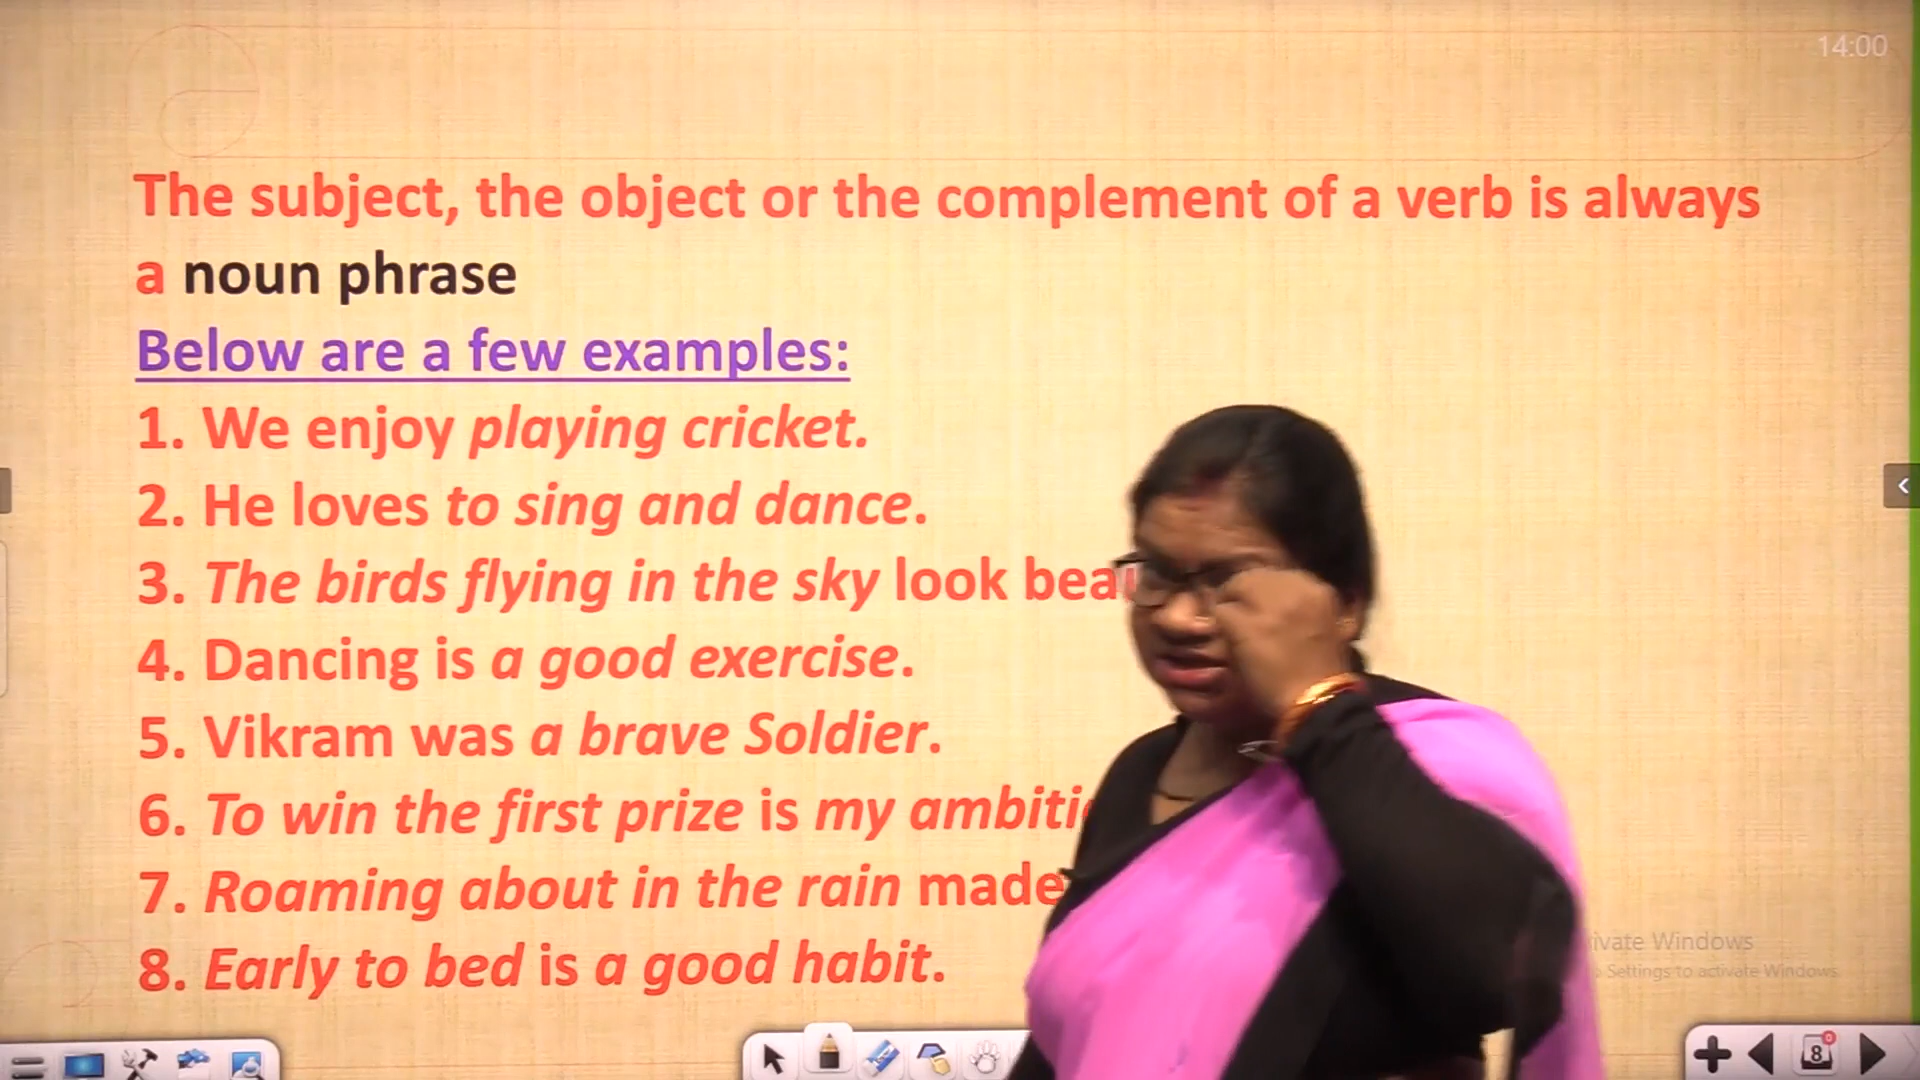 14:00
The subject, the object or the complement of a verb is always
a noun phrase
Below are a few examples:
1. We enjoy playing cricket.
2. He loves to sing and dance.
3. The birds flying in the sky look
4. Dancing is a good exercise.
5. Vikram was a brave Soldier.
6. To win the first prize is my
7. Roaming about in the rain made
8. Early to bed is a good habit.
Windows
Settings to activate Windows
8